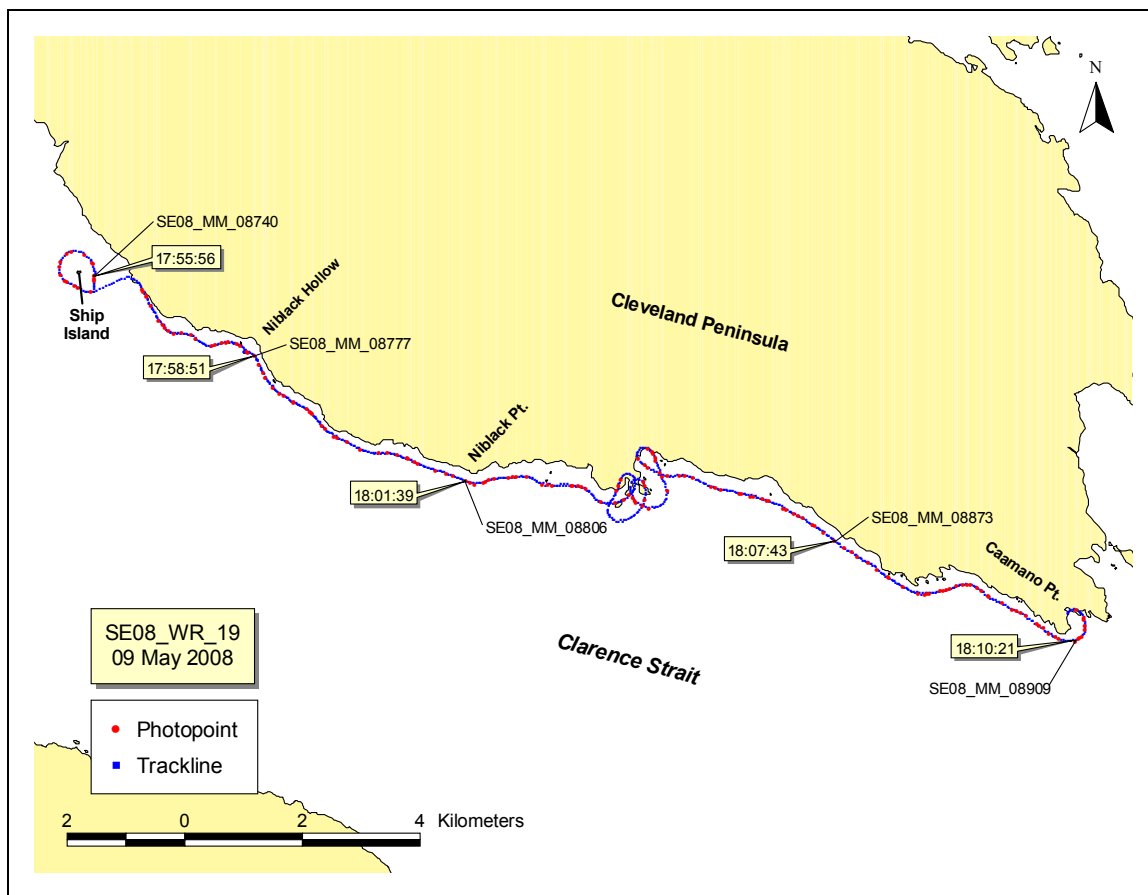 N
SE08_MM_08740
17:55:56
Ship
Island
Niblack Hollow
SE08_MM_08777
17:58:51
Cleveland Peninsula
Niblack Pt.
18:01:39
SE08_MM_08806
SE08_MM_08873
18:07:43
Caamano Pt.
18:10:21
SE08_MM_08909
Clarence Strait
SE08_WR_19
09 May 2008
Photopoint
Trackline
2 0 2 4 Kilometers